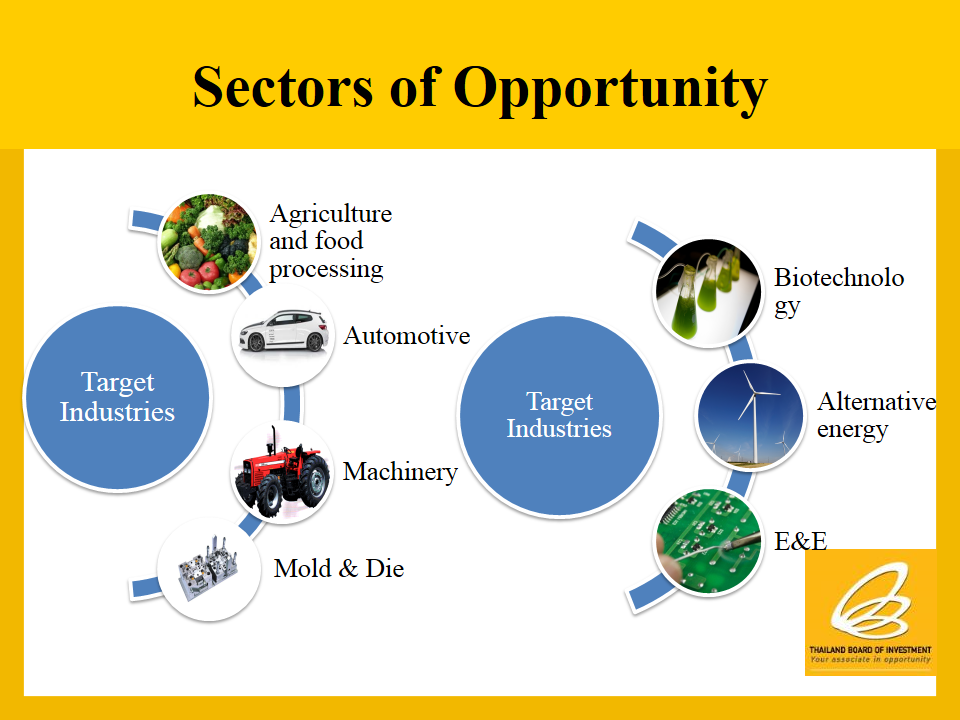 Sectors of Opportunity
Target
Industries
Agriculture
and food
processing
Automotive
Machinery
Mold & Die
Target
Industries
Biotechnolo
gy
Alternative
energy
E&E
THAILAND BOARD OF INVESTMENT
Your associate in opportunity